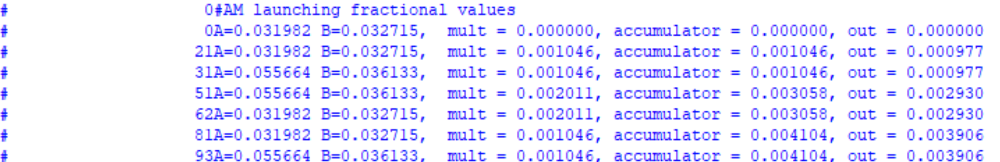 # 0#AM launching fractional values
# 0A=0.031982 B=0.032715, mult = 0.000000, accumulator = 0.000000, out = 0.000000
# 21A=0.031982 B=0.032715, mult = 0.001046, accumulator = 0.001046, out = 0.000977
# 31A=0.055664 B=0.036133, mult = 0.001046, accumulator = 0.001046, out = 0.000977
# 51A=0.055664 B=0.036133, mult = 0.002011, accumulator = 0.003058, out = 0.002930
# 62A=0.031982 B=0.032715, mult = 0.002011, accumulator = 0.003058, out = 0.002930
# 81A=0.031982 B=0.032715, mult = 0.001046, accumulator = 0.004104, out = 0.003906
# 93A=0.055664 B=0.036133, mult = 0.001046, accumulator = 0.004104, out = 0.003906